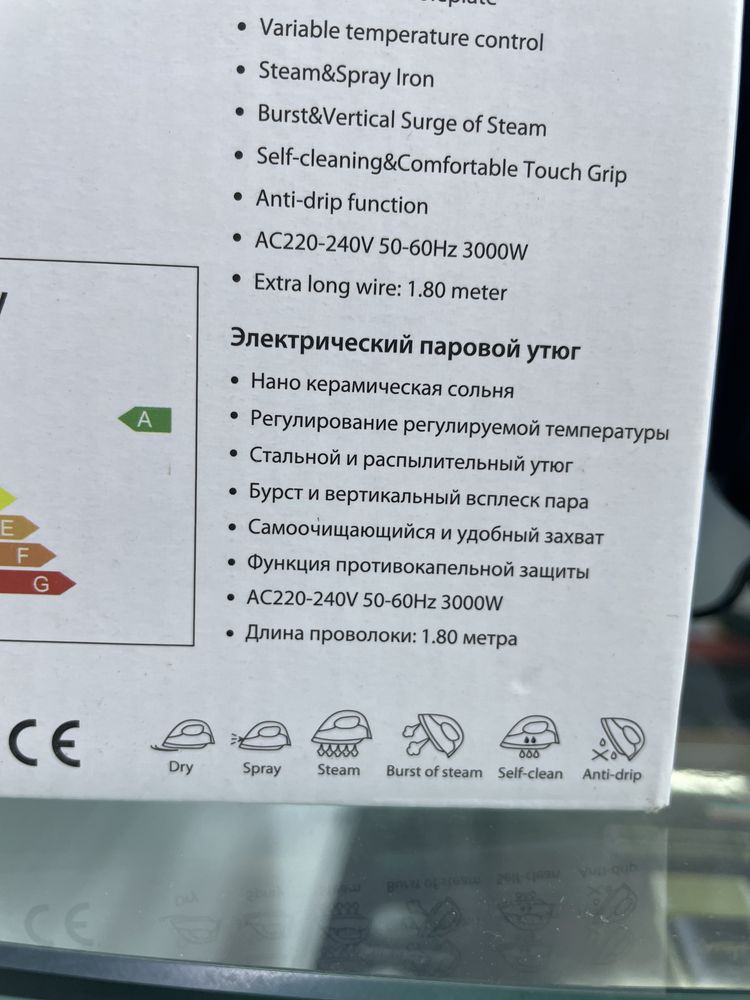 • Variable temperature control
• Steam&Spray Iron
• Burst&Vertical Surge of Steam
• Self-cleaning&Comfortable Touch Grip
• Anti-drip function
• AC220-240V 50-60Hz 3000W
• Extra long wire: 1.80 meter
Электрический паровой утюг
• Нано керамическая сольня
• Регулирование регулируемой температуры
• Стальной и распылительный утюг
• Бурст и вертикальный всплеск пара
• Самоочищающийся и удобный захват
• Функция противокапельной защиты
• AC220-240V 50-60Hz 3000W
• Длина проволоки: 1.80 метра
A
E
F
G
CE
Dry Spray Steam Burst of steam Self-clean Anti-drip